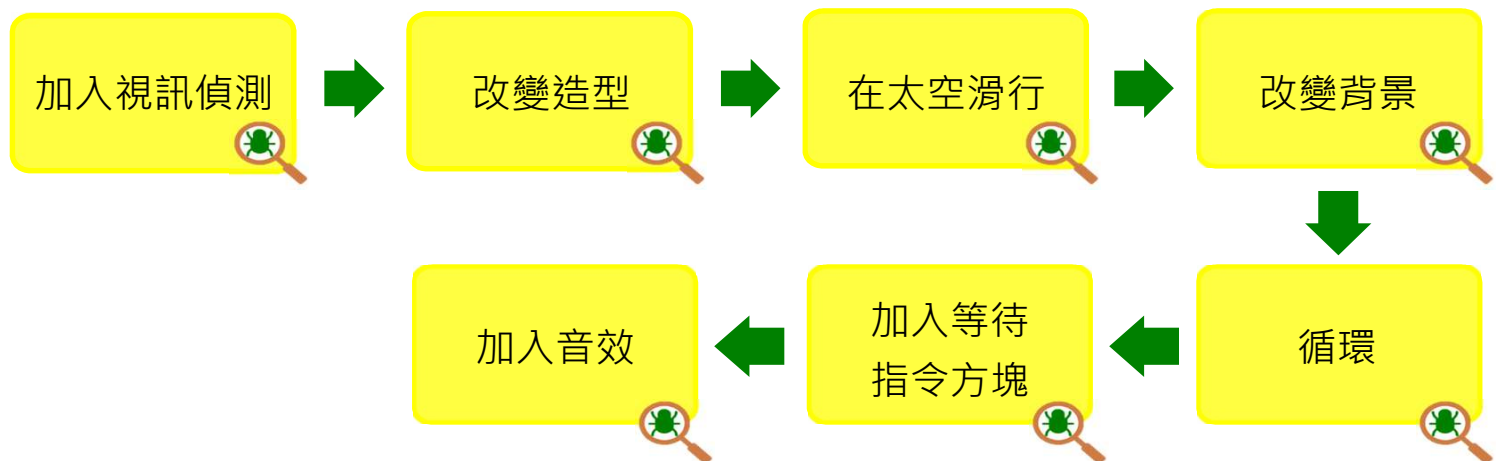 加入視訊偵測
改變造型
在太空滑行
改變背景
循環
加入等待
指令方塊
加入音效